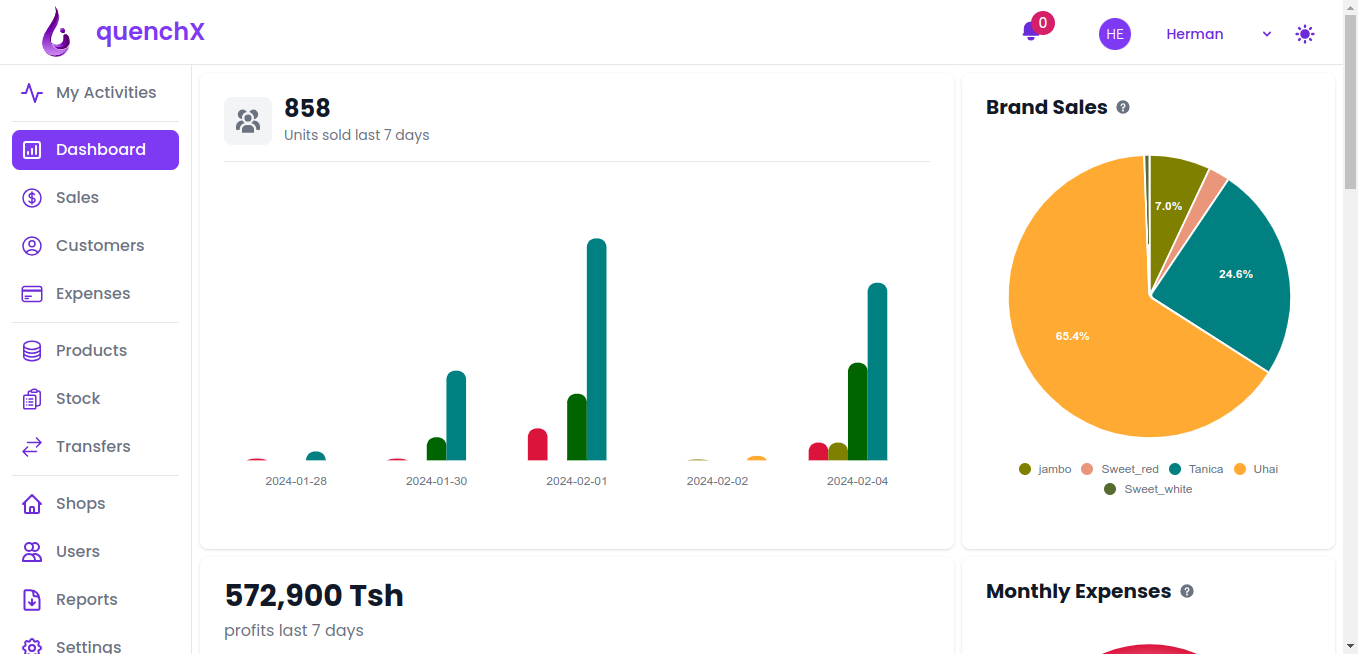 quenchX
0
HE
Herman
My Activities
Dashboard
Sales
Customers
Expenses
Products
Stock
Transfers
Shops
Users
Reports
Settings
858
Units sold last 7 days
2024-01-28
2024-01-30
2024-02-01
2024-02-02
2024-02-04
Brand Sales
7.0%
24.6%
65.4%
jambo Sweet_red Tanica Uhai
Sweet_white
572,900 Tsh
profits last 7 days
Monthly Expenses